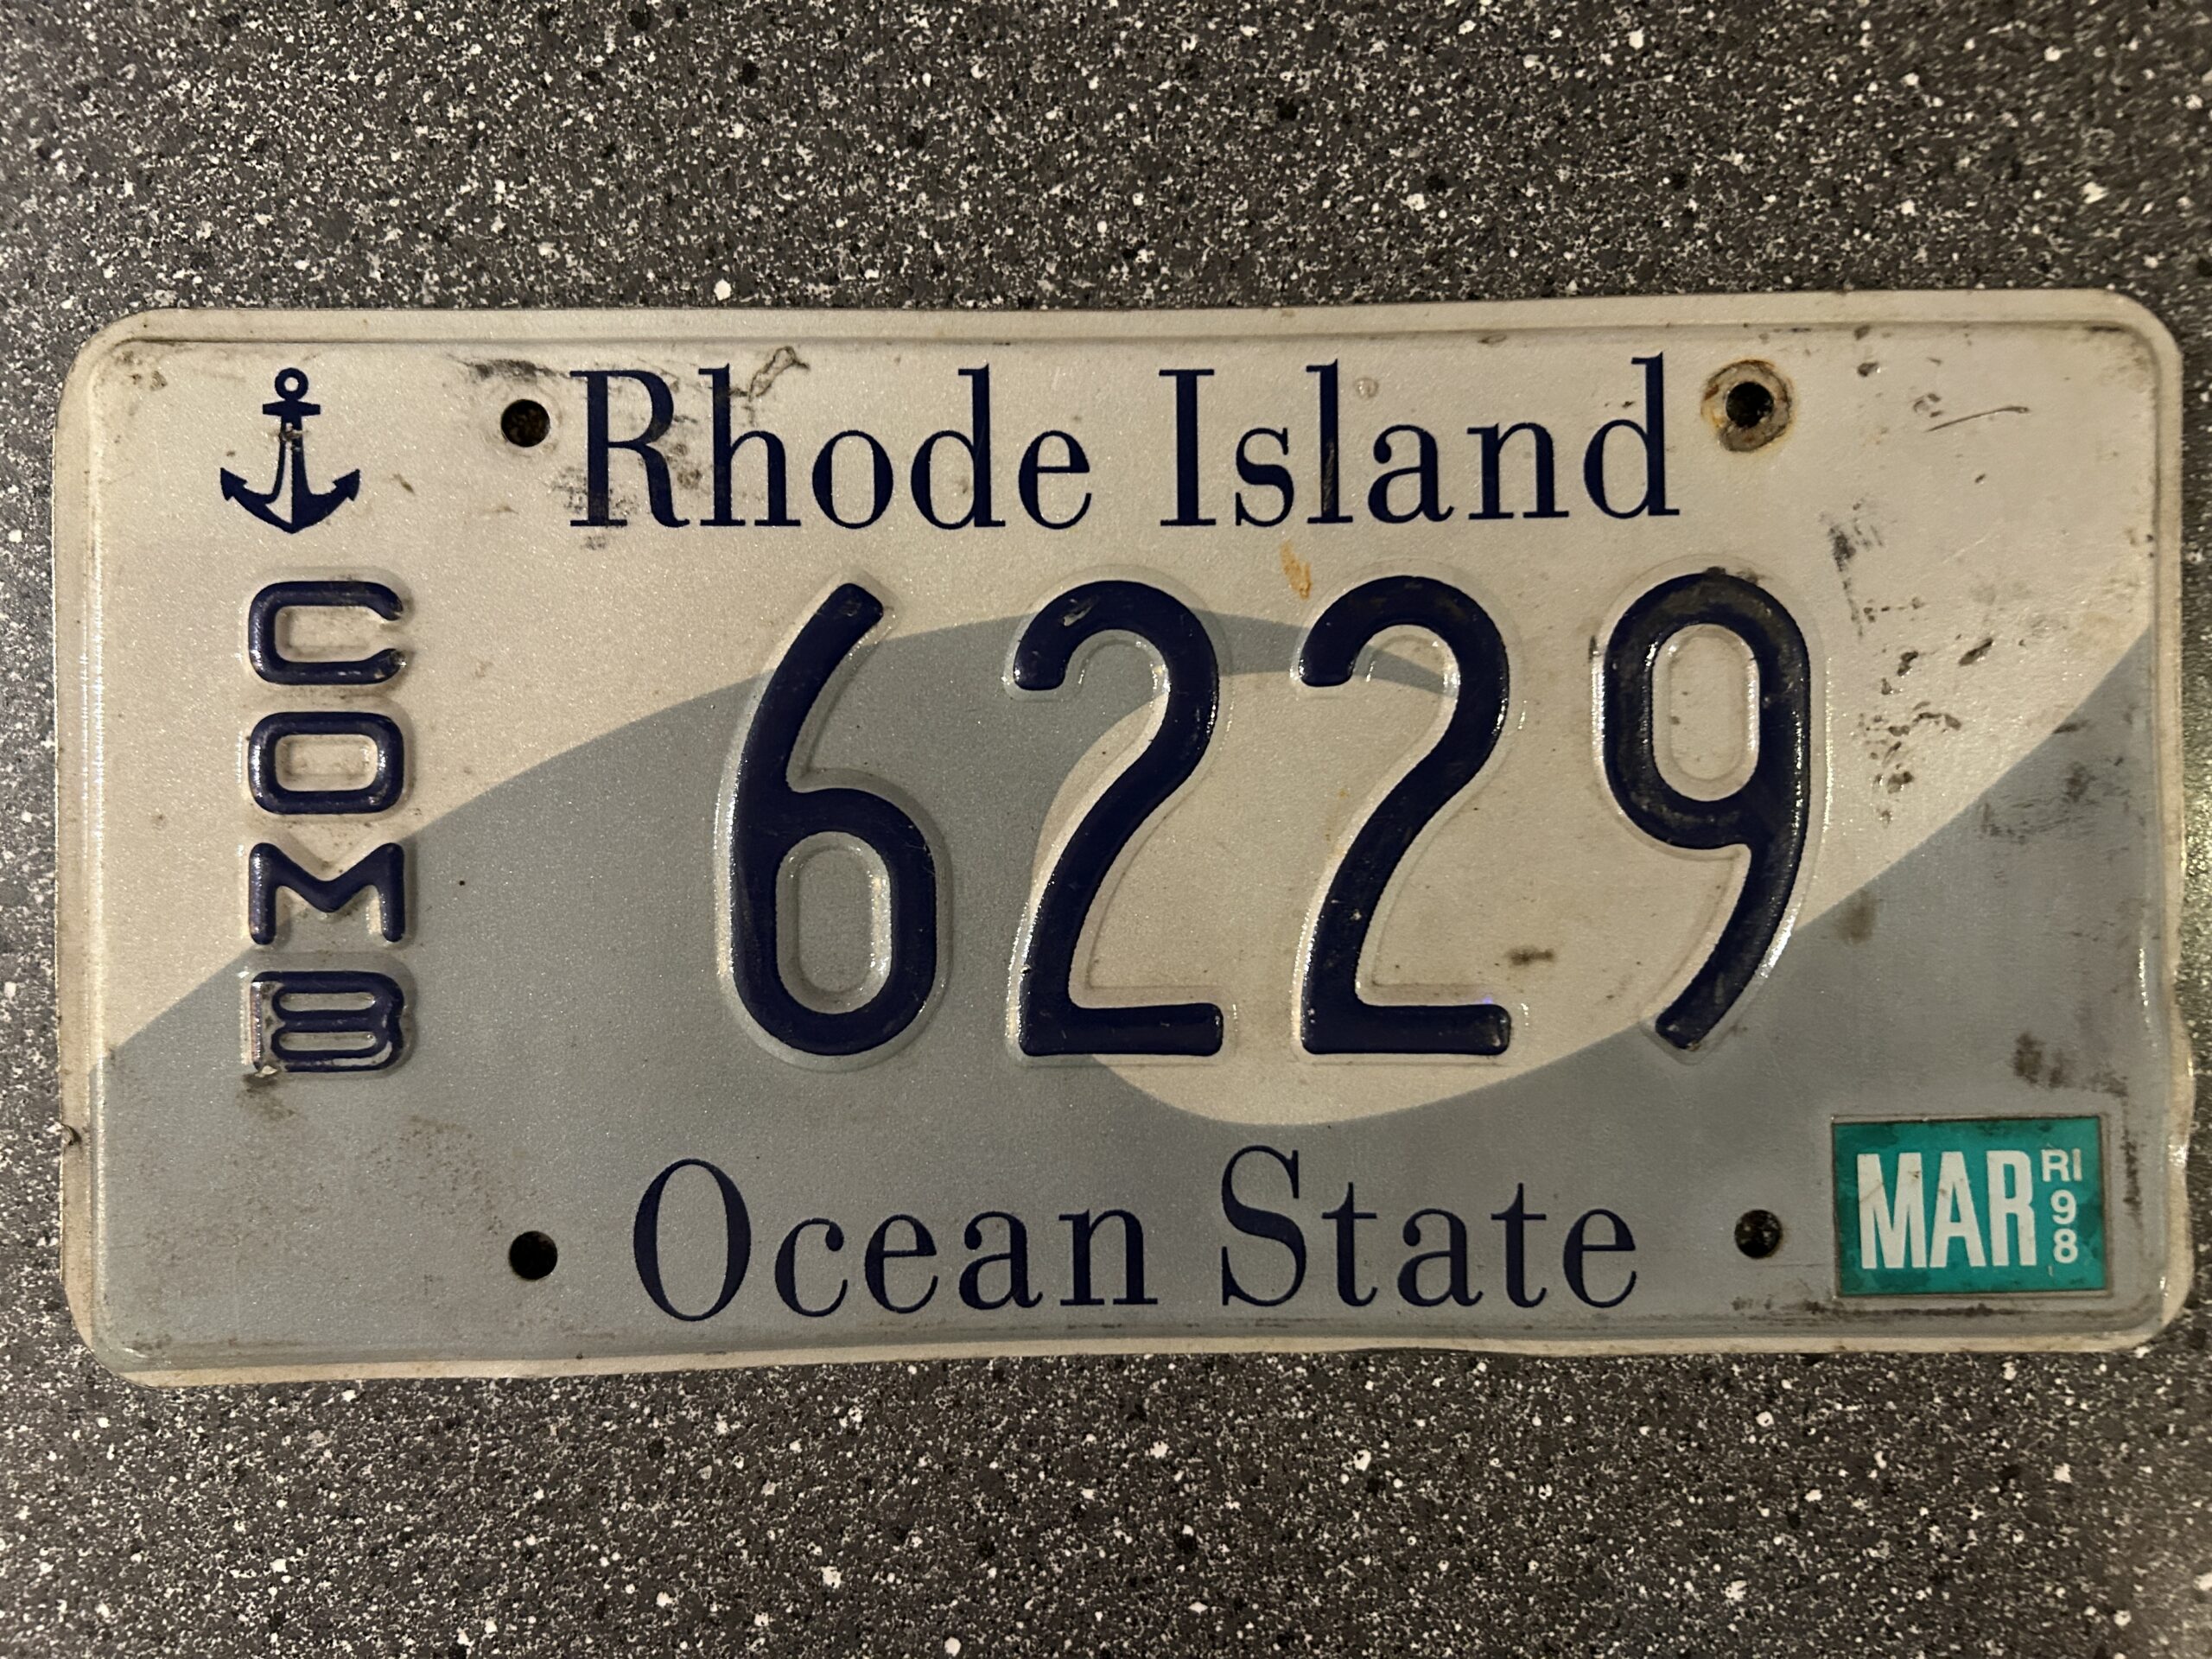 Rhode Island
COMB
6229
Ocean State
MAR
RI
98